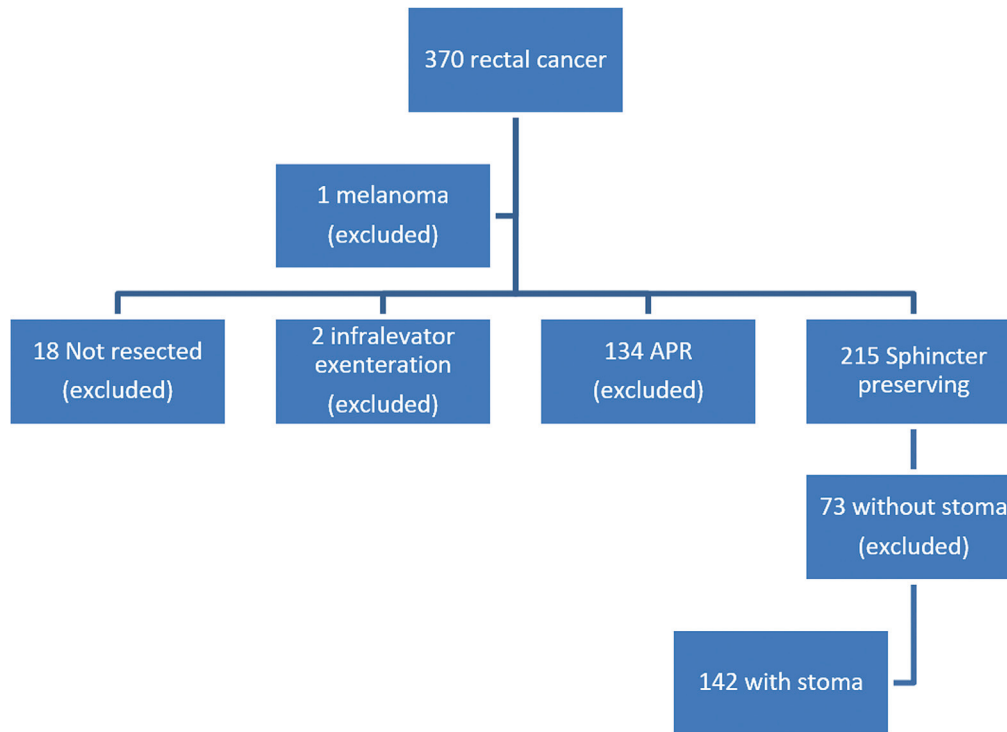 370 rectal cancer
1 melanoma
(excluded)
18 Not resected
(excluded)
2 infralevator
exenteration
(excluded)
134 APR
(excluded)
215 Sphincter
preserving
73 without stoma
(excluded)
142 with stoma